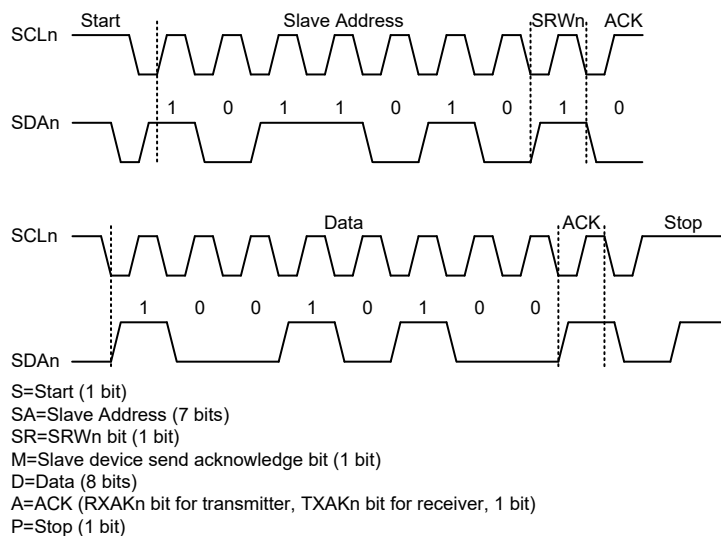 Start Slave Address SRWn ACK
SCLn
1 0 1 1 0 1 0 1 0
SDAn
Data ACK Stop
SCLn
1 0 0 1 0 1 0 0
SDAn
S=Start (1 bit)
SA=Slave Address (7 bits)
SR=SRWn bit (1 bit)
M=Slave device send acknowledge bit (1 bit)
D=Data (8 bits)
A=ACK (RXAKn bit for transmitter, TXAKn bit for receiver, 1 bit)
P=Stop (1 bit)